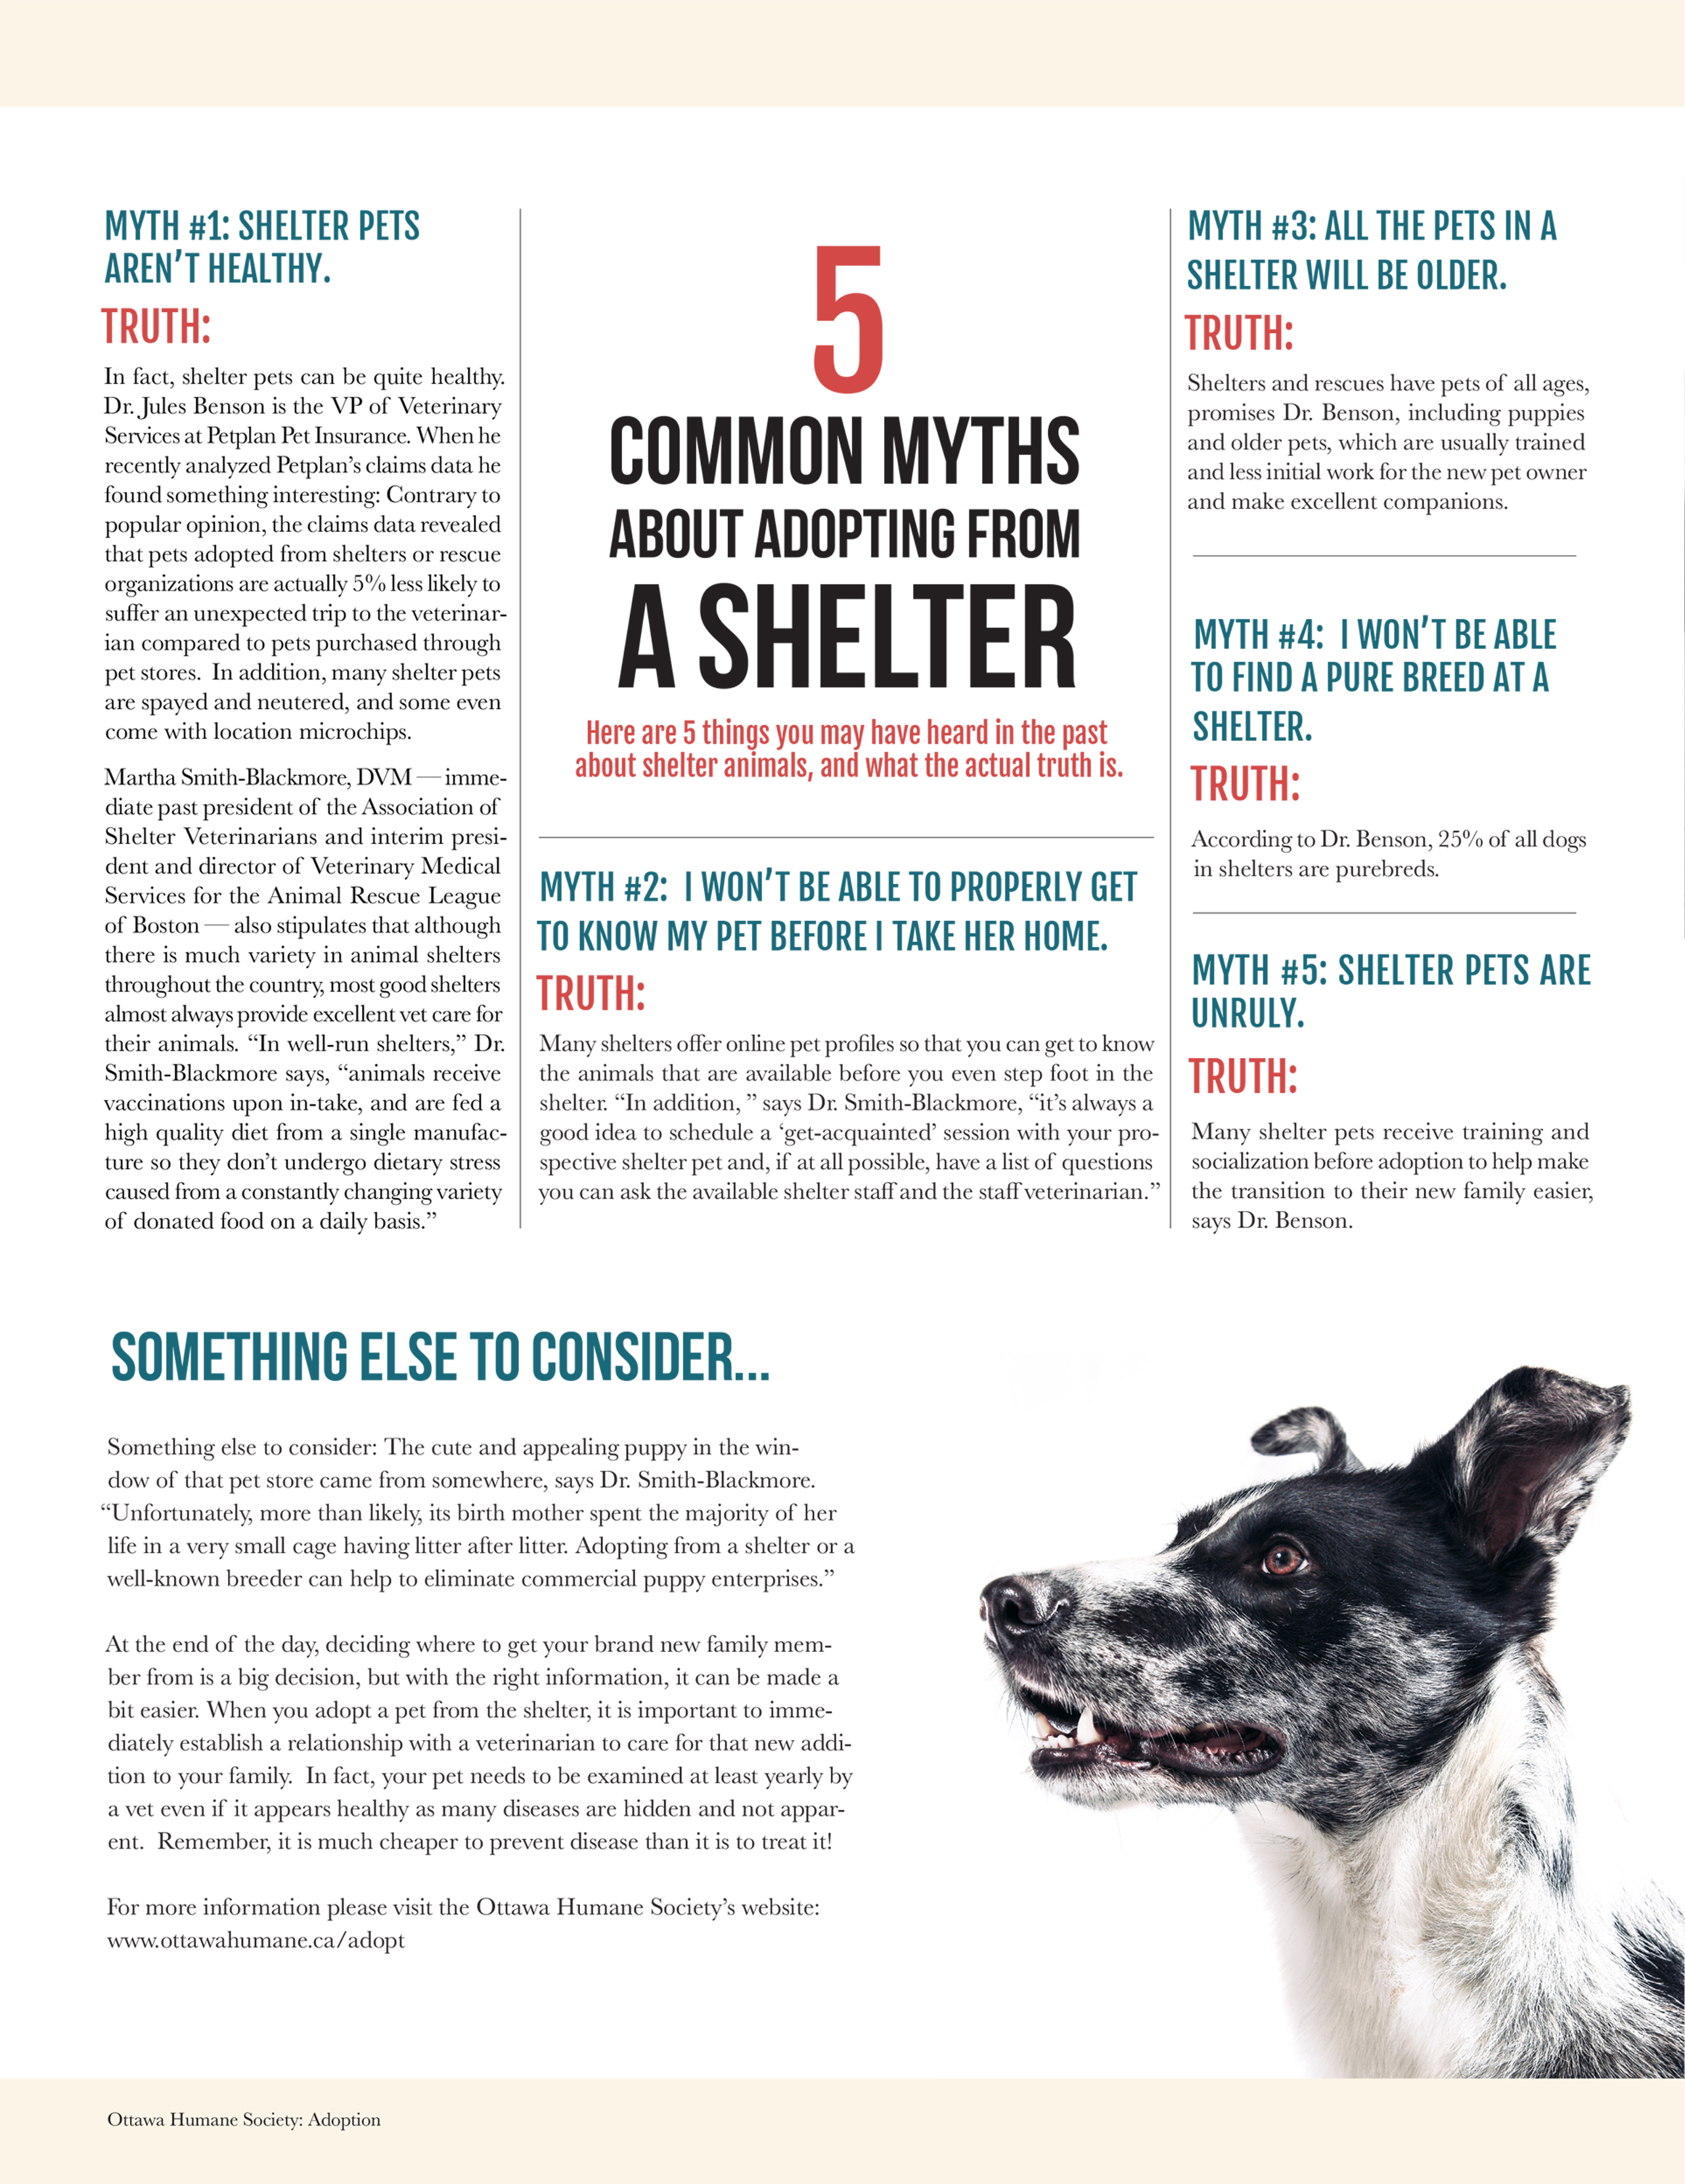 MYTH #1: SHELTER PETS
AREN’T HEALTHY.
TRUTH:
In fact, shelter pets can be quite healthy.
Dr. Jules Benson is the VP of Veterinary
Services at Petplan Pet Insurance. When he
recently analyzed Petplan’s claims data he
found something interesting: Contrary to
popular opinion, the claims data revealed
that pets adopted from shelters or rescue
organizations are actually 5% less likely to
suffer an unexpected trip to the veterinar-
ian compared to pets purchased through
pet stores.  In addition, many shelter pets
are spayed and neutered, and some even
come with location microchips.
Martha Smith-Blackmore, DVM — imme-
diate past president of the Association of
Shelter Veterinarians and interim presi-
dent and director of Veterinary Medical
Services for the Animal Rescue League
of Boston — also stipulates that although
there is much variety in animal shelters
throughout the country, most good shelters
almost always provide excellent vet care for
their animals. “In well-run shelters,” Dr.
Smith-Blackmore says, “animals receive
vaccinations upon in-take, and are fed a
high quality diet from a single manufac-
ture so they don’t undergo dietary stress
caused from a constantly changing variety
of donated food on a daily basis.”
5
COMMON MYTHS
ABOUT ADOPTING FROM
A SHELTER
Here are 5 things you may have heard in the past
about shelter animals, and what the actual truth is.
MYTH #2:  I WON’T BE ABLE TO PROPERLY GET
TO KNOW MY PET BEFORE I TAKE HER HOME.
TRUTH:
Many shelters offer online pet profiles so that you can get to know
the animals that are available before you even step foot in the
shelter. “In addition, ” says Dr. Smith-Blackmore, “it’s always a
good idea to schedule a ‘get-acquainted’ session with your pro-
spective shelter pet and, if at all possible, have a list of questions
you can ask the available shelter staff and the staff veterinarian.”
MYTH #3: ALL THE PETS IN A
SHELTER WILL BE OLDER.
TRUTH:
Shelters and rescues have pets of all ages,
promises Dr. Benson, including puppies
and older pets, which are usually trained
and less initial work for the new pet owner
and make excellent companions.
MYTH #4:  I WON’T BE ABLE
TO FIND A PURE BREED AT A
SHELTER.
TRUTH:
According to Dr. Benson, 25% of all dogs
in shelters are purebreds.
MYTH #5: SHELTER PETS ARE
UNRULY.
TRUTH:
Many shelter pets receive training and
socialization before adoption to help make
the transition to their new family easier,
says Dr. Benson.
SOMETHING ELSE TO CONSIDER...
Something else to consider: The cute and appealing puppy in the win-
dow of that pet store came from somewhere, says Dr. Smith-Blackmore.
“Unfortunately, more than likely, its birth mother spent the majority of her
life in a very small cage having litter after litter. Adopting from a shelter or a
well-known breeder can help to eliminate commercial puppy enterprises.”
At the end of the day, deciding where to get your brand new family mem-
ber from is a big decision, but with the right information, it can be made a
bit easier. When you adopt a pet from the shelter, it is important to imme-
diately establish a relationship with a veterinarian to care for that new addi-
tion to your family.  In fact, your pet needs to be examined at least yearly by
a vet even if it appears healthy as many diseases are hidden and not appar-
ent.  Remember, it is much cheaper to prevent disease than it is to treat it!
For more information please visit the Ottawa Humane Society’s website:
www.ottawahumane.ca/adopt
Ottawa Humane Society: Adoption